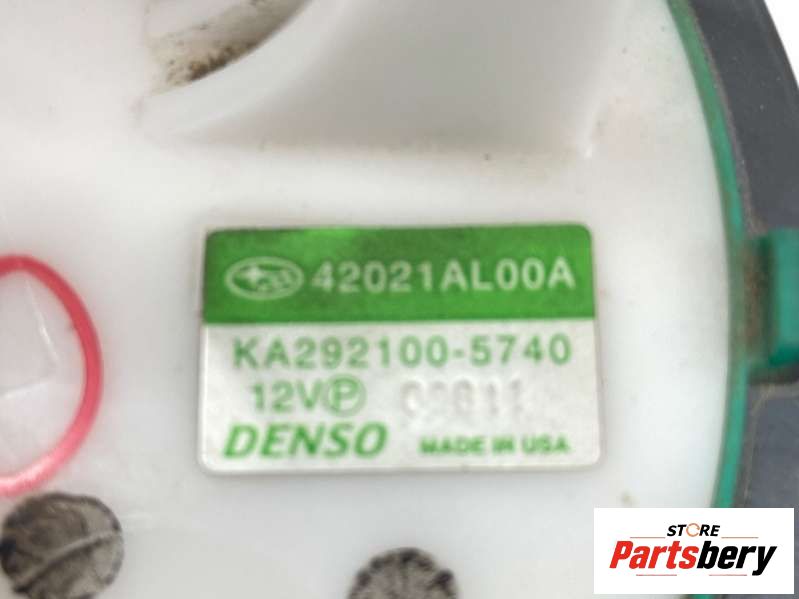 42021AL00A
KA292100-5740
12V P
DENSO MADE IN USA
STORE
Partsbery